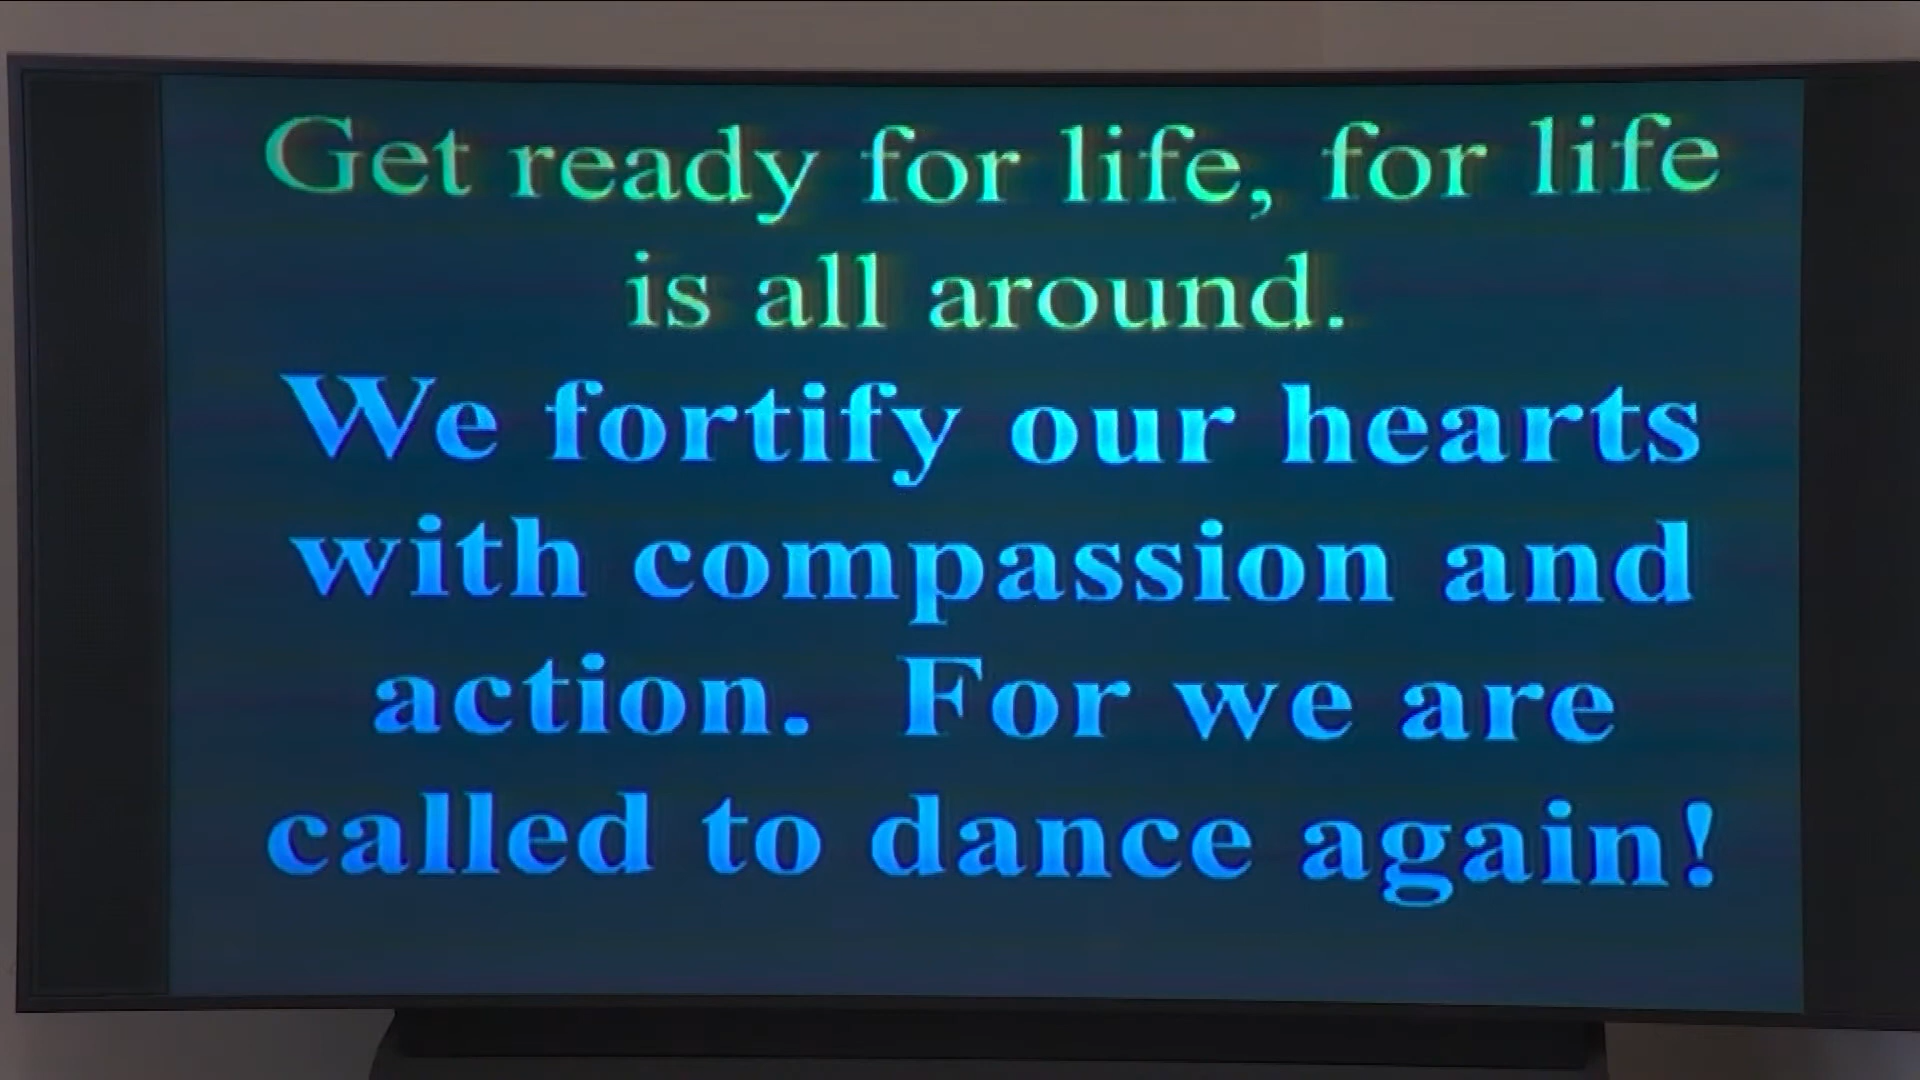 Get ready for life, for life
is all around.
We fortify our hearts
with compassion and
action.  For we are
called to dance again!